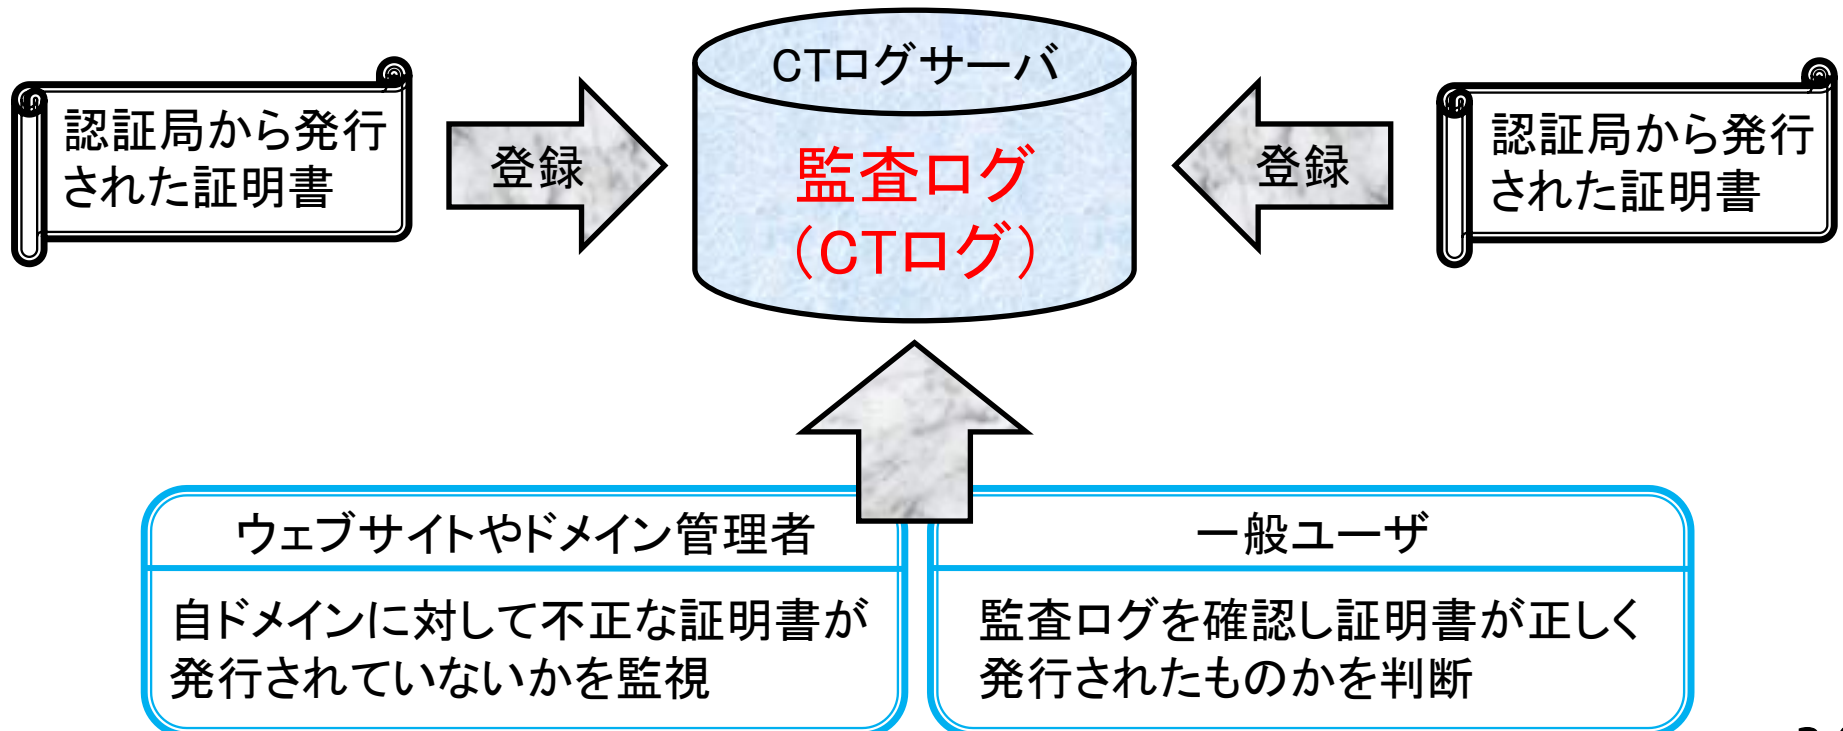 CTログサーバ
認証局から発行
された証明書
登録
監査ログ
（CTログ）
登録
認証局から発行
された証明書
ウェブサイトやドメイン管理者
自ドメインに対して不正な証明書が
発行されていないかを監視
一般ユーザ
監査ログを確認し証明書が正しく
発行されたものかを判断